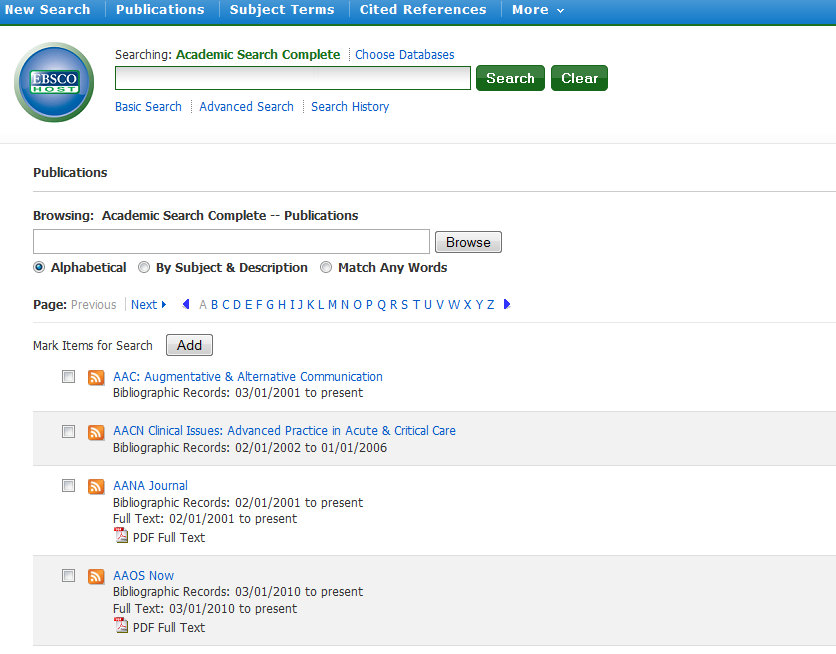 New Search Publications Subject Terms Cited References More
Searching: Academic Search Complete Choose Databases
EBSCO
HOST
Search Clear
Basic Search Advanced Search Search History
Publications
Browsing: Academic Search Complete -- Publications
Browse
Alphabetical By Subject & Description Match Any Words
Page: Previous Next A B C D E F G H I J K L M N O P Q R S T U V W X Y Z
Mark Items for Search Add
AAC: Augmentative & Alternative Communication
Bibliographic Records: 03/01/2001 to present
AACN Clinical Issues: Advanced Practice in Acute & Critical Care
Bibliographic Records: 02/01/2002 to 01/01/2006
AANA Journal
Bibliographic Records: 02/01/2001 to present
Full Text: 02/01/2001 to present
PDF Full Text
AAOS Now
Bibliographic Records: 03/01/2010 to present
Full Text: 03/01/2010 to present
PDF Full Text